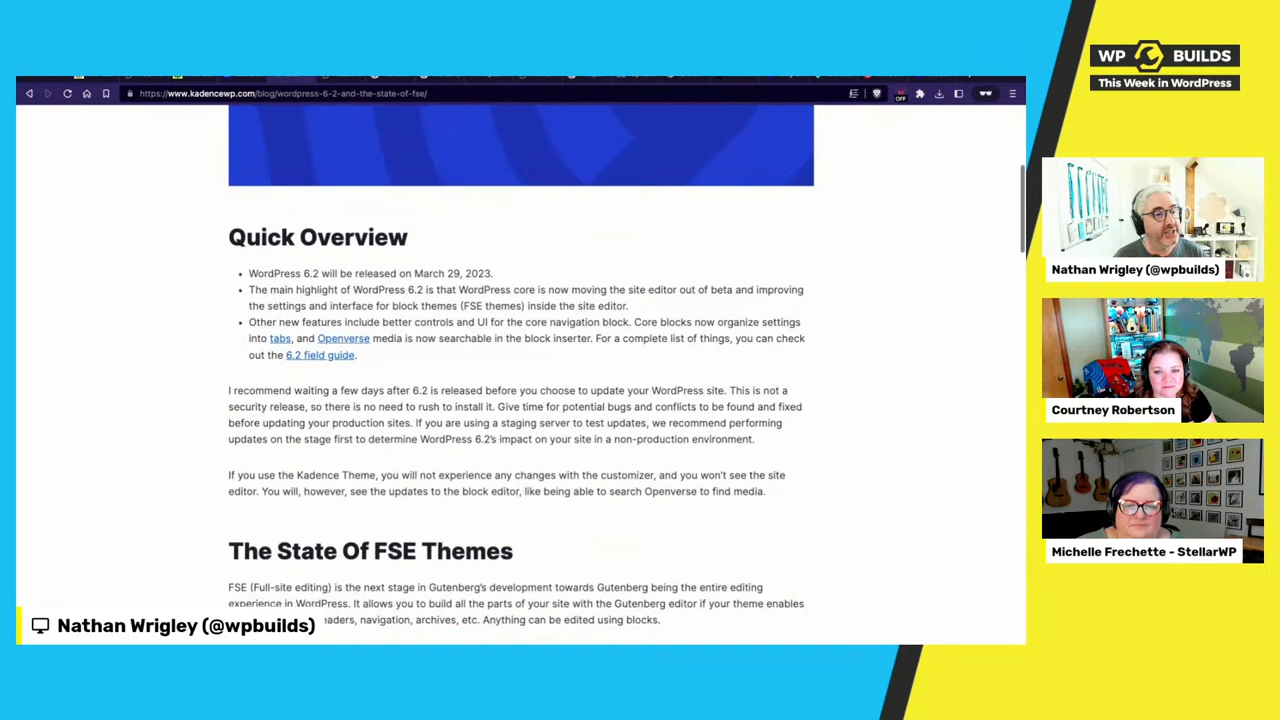 WP BUILDS
This Week in WordPress
https://www.kadencewp.com/blog/wordpress-6-2-and-the-state-of-fse/
OFF
Quick Overview
• WordPress 6.2 will be released on March 29, 2023.
• The main highlight of WordPress 6.2 is that WordPress core is now moving the site editor out of beta and improving
the settings and interface for block themes (FSE themes) inside the site editor.
• Other new features include better controls and UI for the core navigation block. Core blocks now organize settings
into tabs, and Openverse media is now searchable in the block inserter. For a complete list of things, you can check
out the 6.2 field guide.
I recommend waiting a few days after 6.2 is released before you choose to update your WordPress site. This is not a
security release, so there is no need to rush to install it. Give time for potential bugs and conflicts to be found and fixed
before updating your production sites. If you are using a staging server to test updates, we recommend performing
updates on the stage first to determine WordPress 6.2's impact on your site in a non-production environment.
If you use the Kadence Theme, you will not experience any changes with the customizer, and you won't see the site
editor. You will, however, see the updates to the block editor, like being able to search Openverse to find media.
The State Of FSE Themes
FSE (Full-site editing) is the next stage in Gutenberg's development towards Gutenberg being the entire editing
experience in WordPress. It allows you to build all the parts of your site with the Gutenberg editor if your theme enables
eaders, navigation, archives, etc. Anything can be edited using blocks.
Nathan Wrigley (@wpbuilds)
Nathan Wrigley (@wpbuilds)
Courtney Robertson
Michelle Frechette - StellarWP